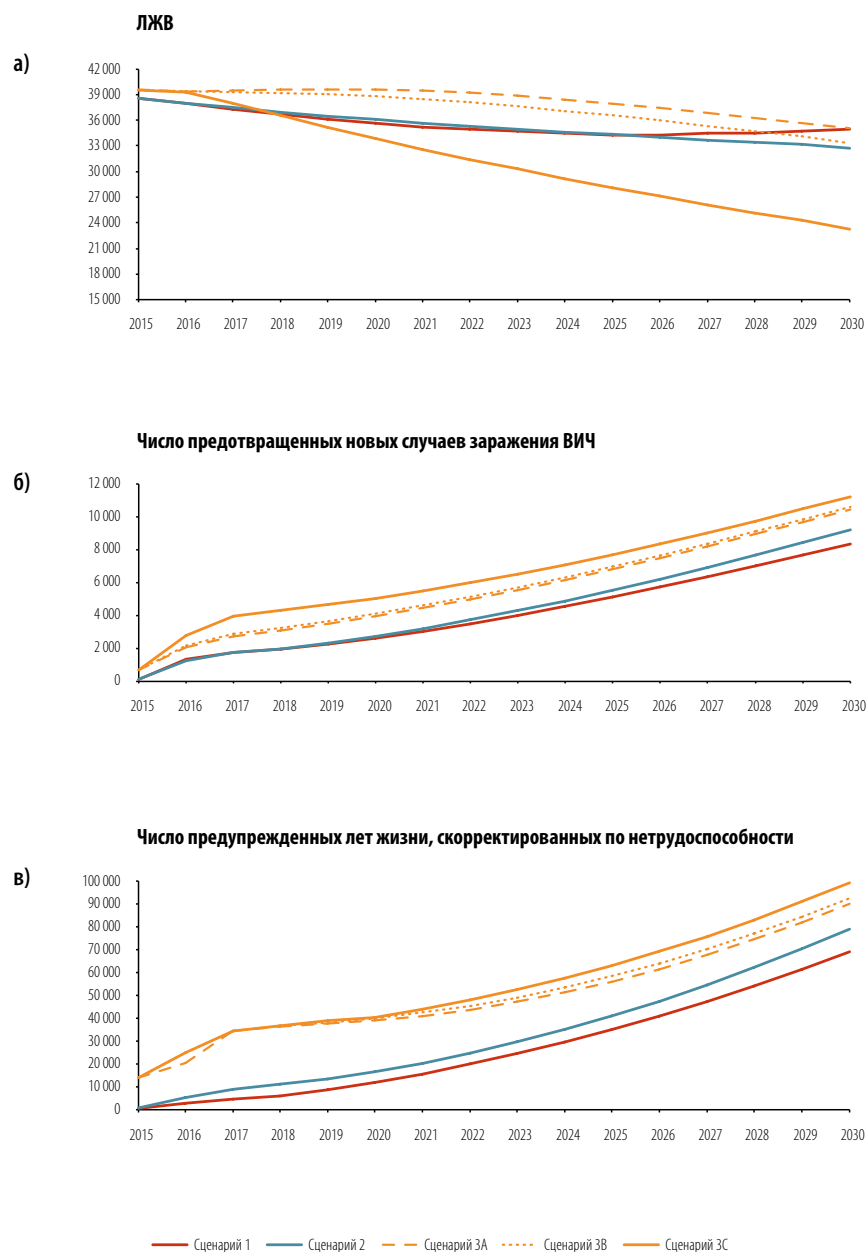 ЛЖВ
а)
42 000
39 000
36 000
33 000
30 000
27 000
24 000
21 000
18 000
15 000
2015 2016 2017 2018 2019 2020 2021 2022 2023 2024 2025 2026 2027 2028 2029 2030
Число предотвращенных новых случаев заражения ВИЧ
б)
12 000
10 000
8 000
6 000
4 000
2 000
0
2015 2016 2017 2018 2019 2020 2021 2022 2023 2024 2025 2026 2027 2028 2029 2030
Число предупрежденных лет жизни, скорректированных по нетрудоспособности
в)
100 000
90 000
80 000
70 000
60 000
50 000
40 000
30 000
20 000
10 000
0
2015 2016 2017 2018 2019 2020 2021 2022 2023 2024 2025 2026 2027 2028 2029 2030
Сценарий 1 Сценарий 2 Сценарий 3А Сценарий 3В Сценарий 3С